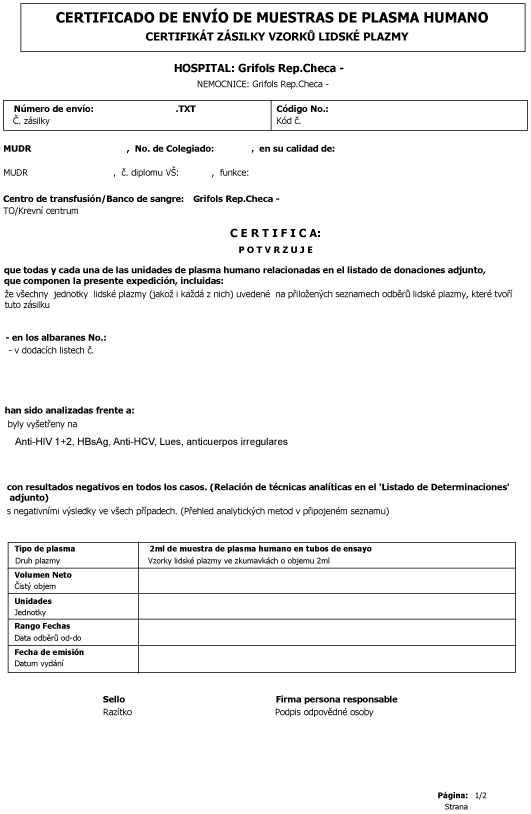 CERTIFICADO DE ENVÍO DE MUESTRAS DE PLASMA HUMANO
CERTIFIKÁT ZÁSILKY VZORKŮ LIDSKÉ PLAZMY
HOSPITAL: Grifols Rep.Checa -
NEMOCNICE: Grifols Rep.Checa -
Número de envío: .TXT Código No.:
Č. zásilky Kód č.
MUDR , No. de Colegiado: , en su calidad de:
MUDR , č. diplomu VŠ: , funkce:
Centro de transfusión/Banco de sangre: Grifols Rep.Checa -
TO/Krevní centrum
C E R T I F I C A:
P O T V R Z U J E
que todas y cada una de las unidades de plasma humano relacionadas en el listado de donaciones adjunto,
que componen la presente expedición, incluidas:
že všechny jednotky lidské plazmy (jakož i každá z nich) uvedené na přiložených seznamech odběrů lidské plazmy, které tvoří
tuto zásilku
- en los albaranes No.:
- v dodacích listech č.
han sido analizadas frente a:
byly vyšetřeny na
Anti-HIV 1+2, HBsAg, Anti-HCV, Lues, anticuerpos irregulares
con resultados negativos en todos los casos. (Relación de técnicas analíticas en el 'Listado de Determinaciones'
adjunto)
s negativními výsledky ve všech případech. (Přehled analytických metod v připojeném seznamu)
Tipo de plasma 2ml de muestra de plasma humano en tubos de ensayo
Druh plazmy Vzorky lidské plazmy ve zkumavkách o objemu 2ml
Volumen Neto
Čistý objem
Unidades
Jednotky
Rango Fechas
Data odběrů od-do
Fecha de emisión
Datum vydání
Sello Firma persona responsable
Razítko Podpis odpovědné osoby
Página: 1/2
Strana